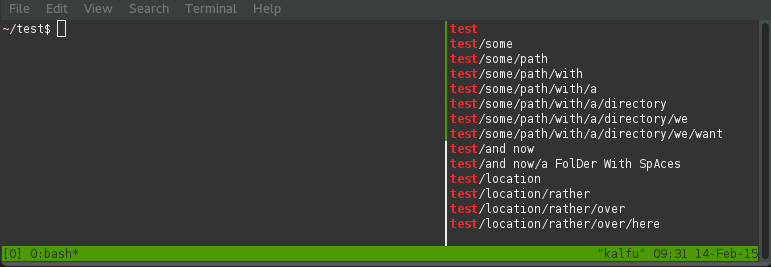 File Edit View Search Terminal Help
~/test$
test
test/some
test/some/path
test/some/path/with
test/some/path/with/a
test/some/path/with/a/directory
test/some/path/with/a/directory/we
test/some/path/with/a/directory/we/want
test/and now
test/and now/a FolDer With SpAces
test/location
test/location/rather
test/location/rather/over
test/location/rather/over/here
[0] 0:bash* "kalfu" 09:31 14-Feb-15